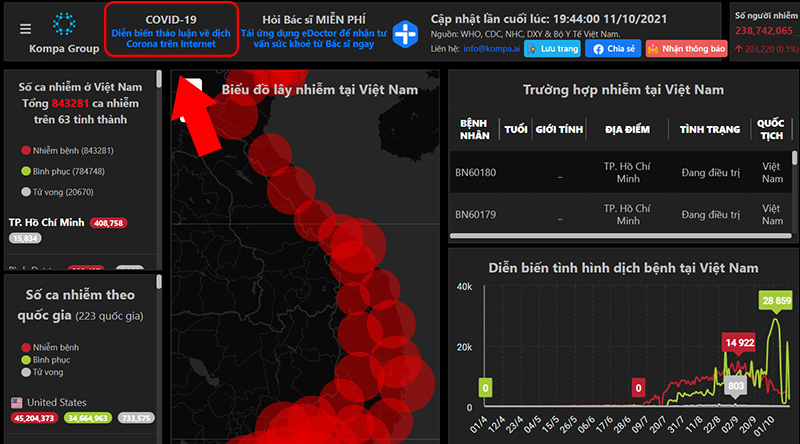 Kompa Group
COVID-19
Diễn biến thảo luận về dịch
Corona trên Internet
Hỏi Bác sĩ MIỄN PHÍ
Tải ứng dụng eDoctor để nhận tư
vấn sức khoẻ từ Bác sĩ ngay
Cập nhật lần cuối lúc: 19:44:00 11/10/2021
Nguồn: WHO, CDC, NHC, DXY & Bộ Y Tế Việt Nam.
Liên hệ: info@kompa.ai
Lưu trang
Chia sẻ
Nhận thông báo
Số người nhiễm
238,742,065
203,220 (0.1%)
Số ca nhiễm ở Việt Nam
Tổng 843281 ca nhiễm
trên 63 tỉnh thành
Nhiễm bệnh (843281)
Bình phục (784748)
Tử vong (20670)
TP. Hồ Chí Minh 408,758
15,834
Số ca nhiễm theo
quốc gia (223 quốc gia)
Nhiễm bệnh
Bình phục
Tử vong
United States
45,204,373 34,664,963 733,575
Biểu đồ lây nhiễm tại Việt Nam
Trường hợp nhiễm tại Việt Nam
BỆNH NHÂN TUỔI GIỚI TÍNH ĐỊA ĐIỂM TÌNH TRẠNG QUỐC TỊCH
BN60180 _ TP. Hồ Chí Minh Đang điều trị Việt Nam
BN60179 _ TP. Hồ Chí Minh Đang điều trị Việt Nam
Diễn biến tình hình dịch bệnh tại Việt Nam
40k
20k
0
0
0
14 922
803
28 859
01/4 12/4 23/4 04/5 15/5 26/5 06/6 17/6 28/6 09/7 20/7 31/7 11/8 22/8 02/9 20/9 01/10